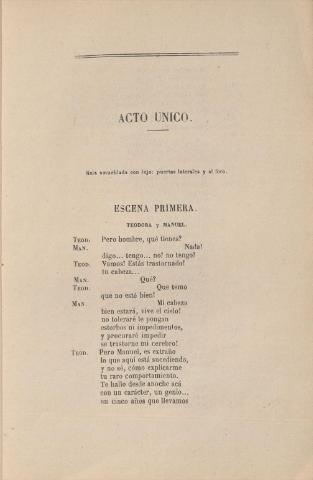 ACTO UNICO.
Sala amueblada con lujo: puertas laterales y al foro.
ESCENA PRIMERA.
TEODORA y MANUEL.
TEOD. Pero hombre, qué tienes?
MAN. Nada!
digo... tengo... no! no tengo!
TEOD. Vamos! Estás trastornado!
tu cabeza...
MAN. Qué?
TEOD. Que temo
que no está bien!
MAN. Mi cabeza
bien estará, vive el cielo!
no toleraré le pongan
estorbos ni impedimentos,
y procuraré impedir
se trastorne mi cerebro!
TEOD. Pero Manuel, es extraño
lo que aquí está sucediendo,
y no sé, cómo explicarme
tu raro comportamiento.
Te hallo desde anoche acá
con un carácter, un genio...
en cinco años que llevamos